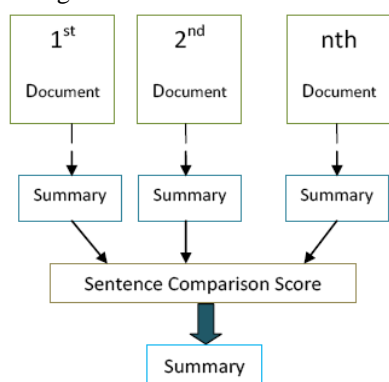 1st 2nd nth
Document Document Document
Summary Summary Summary
Sentence Comparison Score
Summary